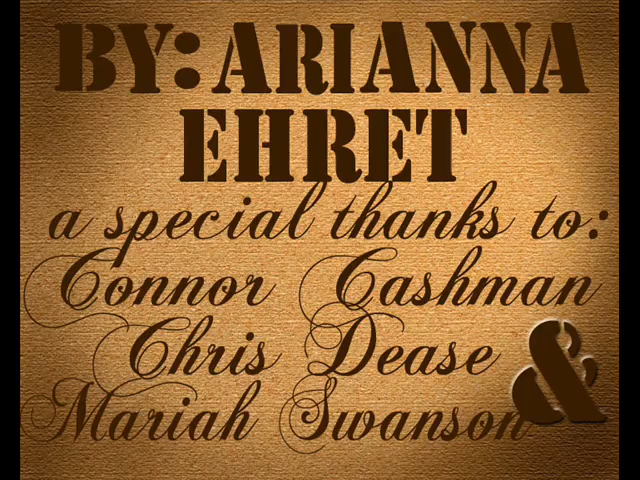 BY: ARIANNA
EHRET
a special thanks to:
Connor Cashman
Chris Dease &
Mariah Swanson